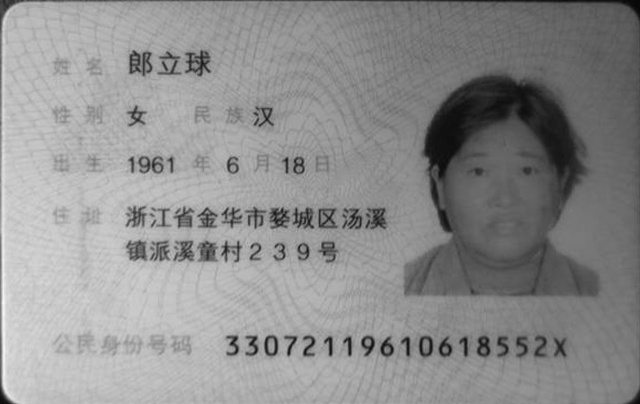 姓名 郎立球
性别 女 民族 汉
出生 1961 年 6 月 18 日
住址 浙江省金华市婺城区汤溪
镇派溪童村239号
公民身份号码 33072119610618552X